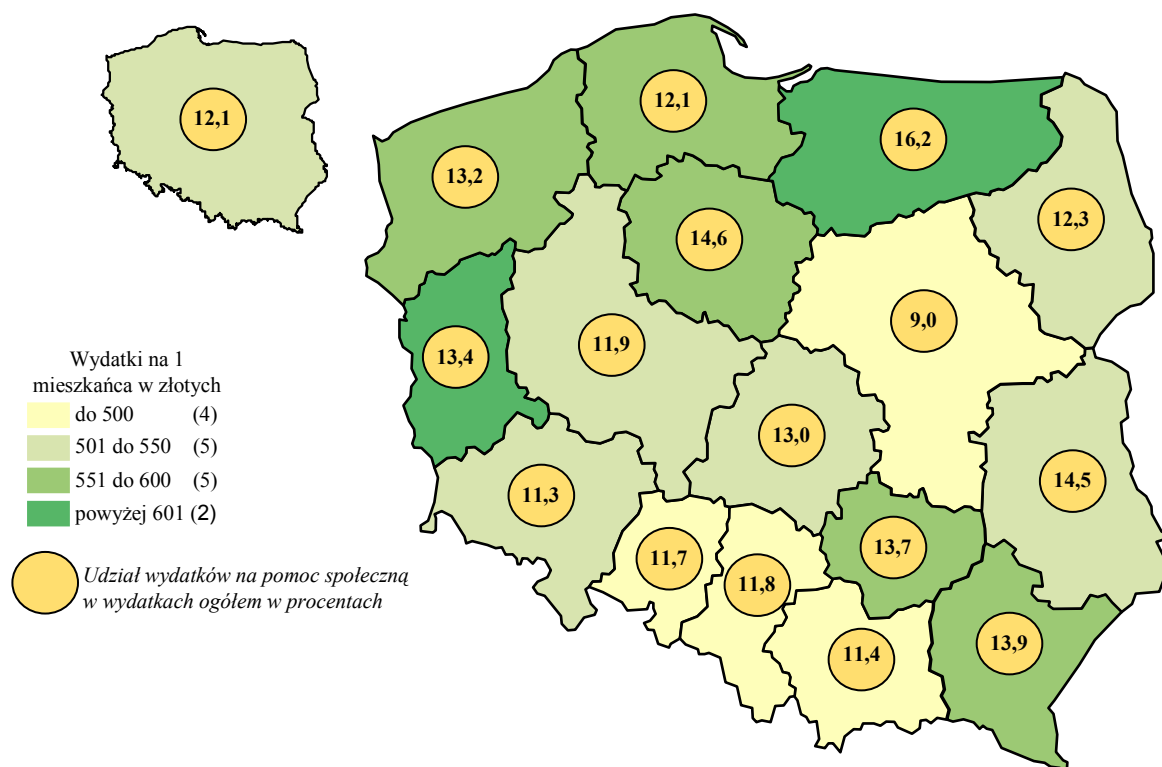 12,1
12,1
16,2
13,2
12,3
14,6
9,0
11,9
13,4
13,0
14,5
11,3
13,7
11,7
11,8
13,9
11,4
Wydatki na 1
mieszkańca w złotych
do 500 (4)
501 do 550 (5)
551 do 600 (5)
powyżej 601 (2)
Udział wydatków na pomoc społeczną
w wydatkach ogółem w procentach